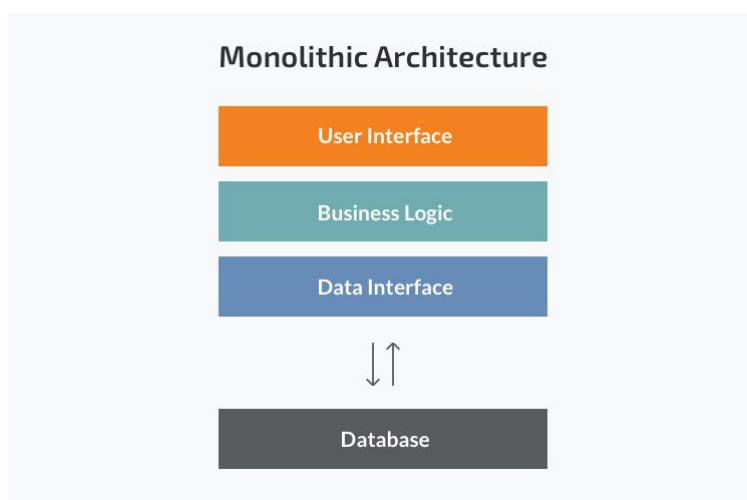 Monolithic Architecture
User Interface
Business Logic
Data Interface
Database